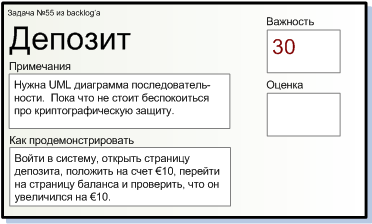 Задача №55 из backlog'a
Депозит
Примечания
Нужна UML диаграмма последователь-
ности.  Пока что не стоит беспокоиться
про криптографическую защиту.
Как продемонстрировать
Войти в систему, открыть страницу
депозита, положить на счет €10, перейти
на страницу баланса и проверить, что он
увеличился на €10.
Важность
30
Оценка